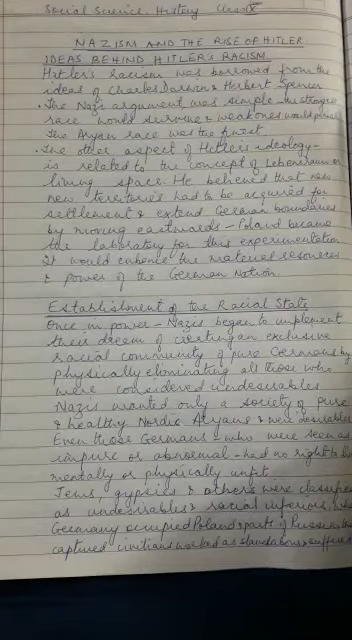 Social Science. History Class IX
NAZISM AND THE RISE OF HITLER
IDEAS BEHIND HITLER'S RACISM
Hitler's racism was borrowed from the
ideas of Charles Darwin & Herbert Spencer
• The Nazi argument was simple - the strongest
race would survive & weak ones would perish
The Aryan race was the finest.
• The other aspect of Hitler's ideology -
is related to the concept of Lebensraum or
living space. He believed that new
new territories had to be acquired for
settlement & extend German boundaries
by moving eastwards - Poland became
the laboratory for this experimentation
It would enhance the material resources
& power of the German Nation.
Establishment of the Racial State
Once in power - Nazis began to implement
their dream of creating an exclusive
racial community of pure Germans by
physically eliminating all those who
were considered undesirables
Nazis wanted only a society of pure
& healthy Nordic Aryans & were desirables
Even those Germans - who were seen as
impure or abnormal - had no right to
mentally or physically unfit.
Jews, gypsies & others were classified
as undesirables & racial inferiors,
Germany occupied Poland & parts of Russia
captured civilians worked as slave labour &